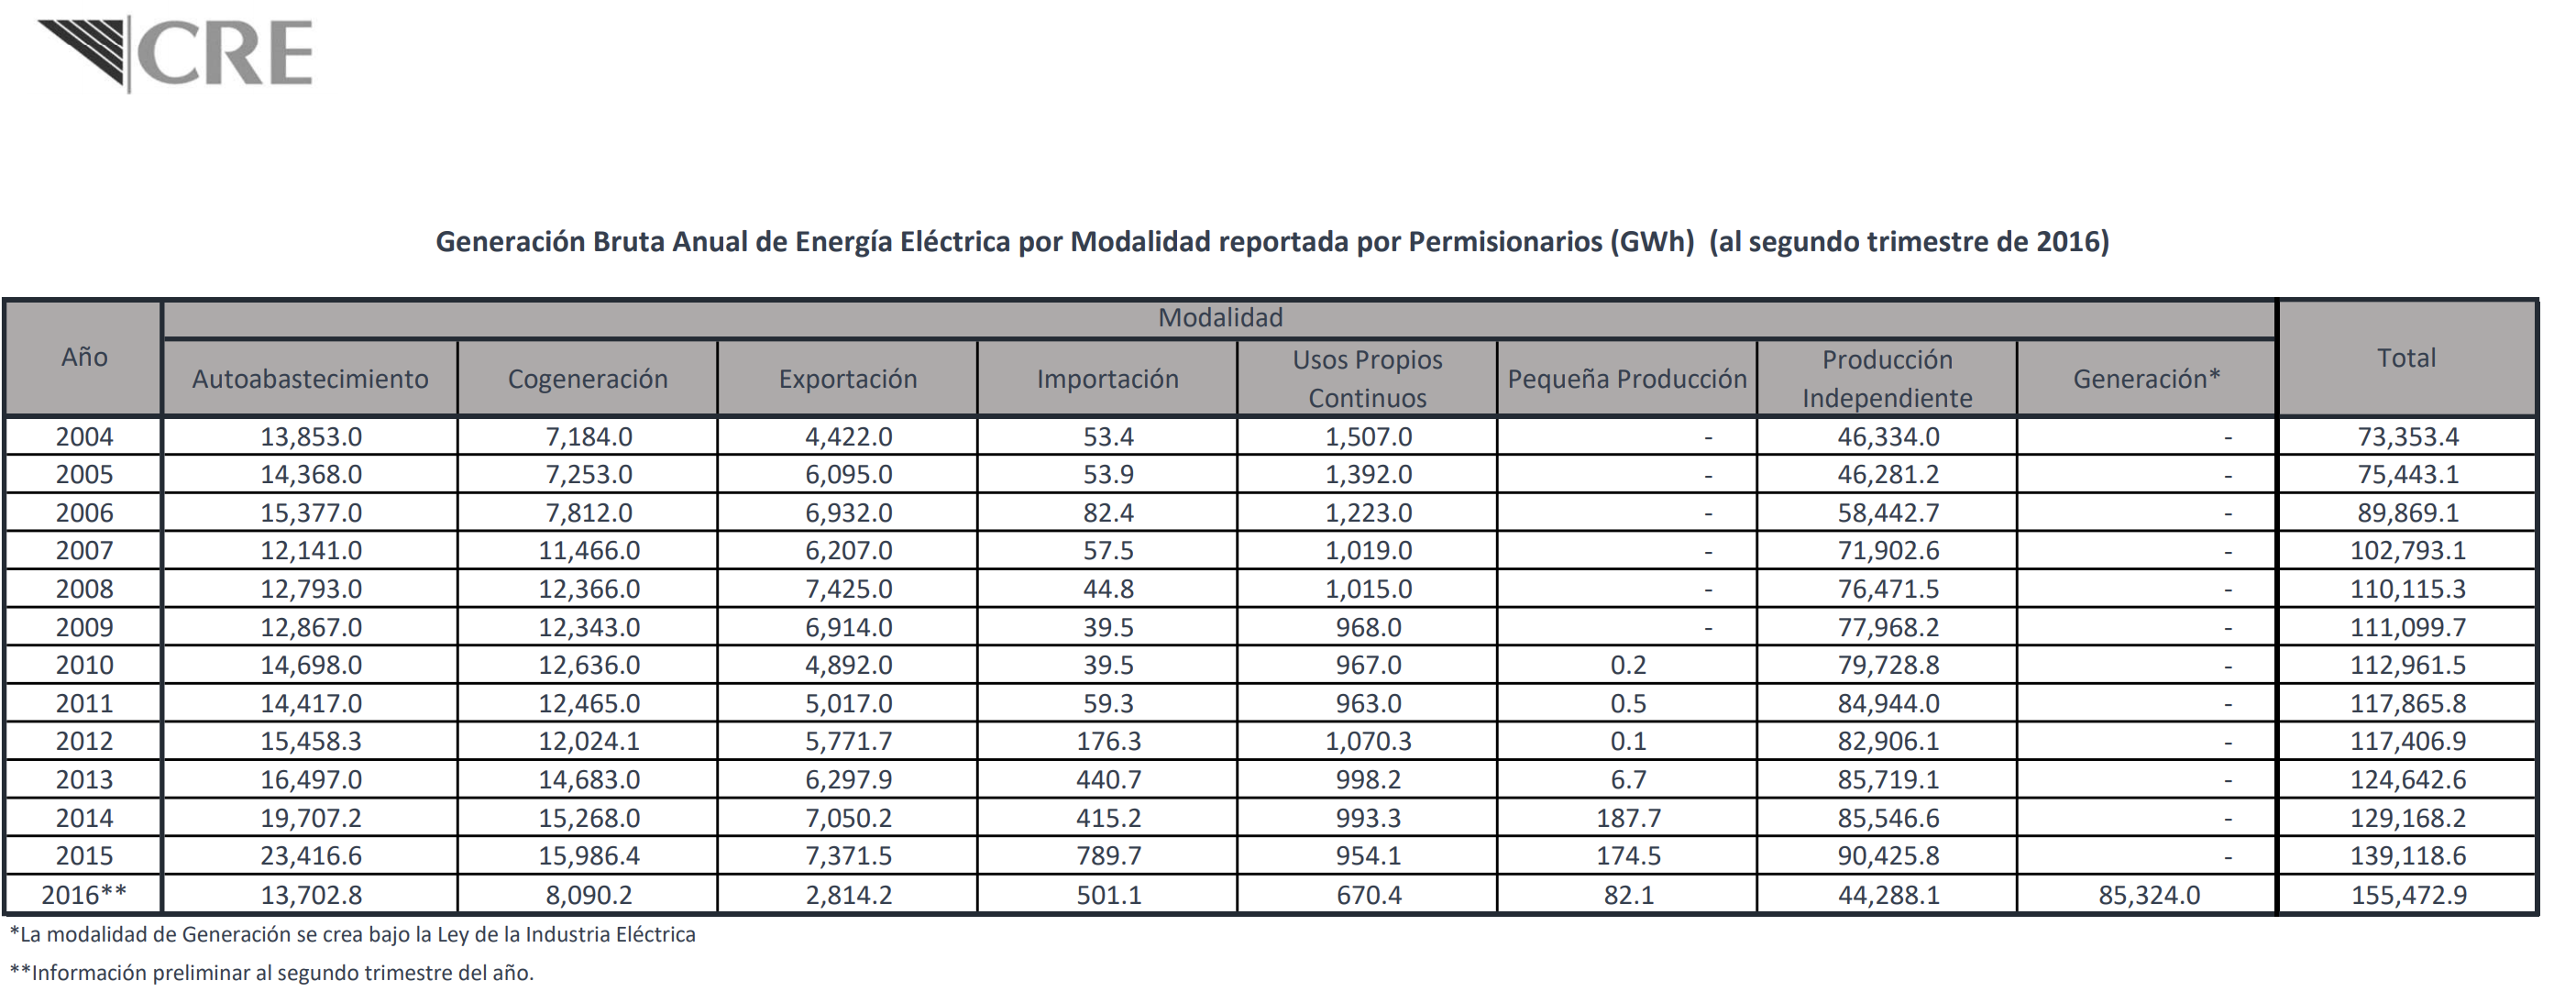 CRE
Generación Bruta Anual de Energía Eléctrica por Modalidad reportada por Permisionarios (GWh) (al segundo trimestre de 2016)
Año Modalidad Total
Autoabastecimiento Cogeneración Exportación Importación Usos Propios Continuos Pequeña Producción Producción Independiente Generación*
2004 13,853.0 7,184.0 4,422.0 53.4 1,507.0 - 46,334.0 - 73,353.4
2005 14,368.0 7,253.0 6,095.0 53.9 1,392.0 - 46,281.2 - 75,443.1
2006 15,377.0 7,812.0 6,932.0 82.4 1,223.0 - 58,442.7 - 89,869.1
2007 12,141.0 11,466.0 6,207.0 57.5 1,019.0 - 71,902.6 - 102,793.1
2008 12,793.0 12,366.0 7,425.0 44.8 1,015.0 - 76,471.5 - 110,115.3
2009 12,867.0 12,343.0 6,914.0 39.5 968.0 - 77,968.2 - 111,099.7
2010 14,698.0 12,636.0 4,892.0 39.5 967.0 0.2 79,728.8 - 112,961.5
2011 14,417.0 12,465.0 5,017.0 59.3 963.0 0.5 84,944.0 - 117,865.8
2012 15,458.3 12,024.1 5,771.7 176.3 1,070.3 0.1 82,906.1 - 117,406.9
2013 16,497.0 14,683.0 6,297.9 440.7 998.2 6.7 85,719.1 - 124,642.6
2014 19,707.2 15,268.0 7,050.2 415.2 993.3 187.7 85,546.6 - 129,168.2
2015 23,416.6 15,986.4 7,371.5 789.7 954.1 174.5 90,425.8 - 139,118.6
2016** 13,702.8 8,090.2 2,814.2 501.1 670.4 82.1 44,288.1 85,324.0 155,472.9
*La modalidad de Generación se crea bajo la Ley de la Industria Eléctrica
**Información preliminar al segundo trimestre del año.